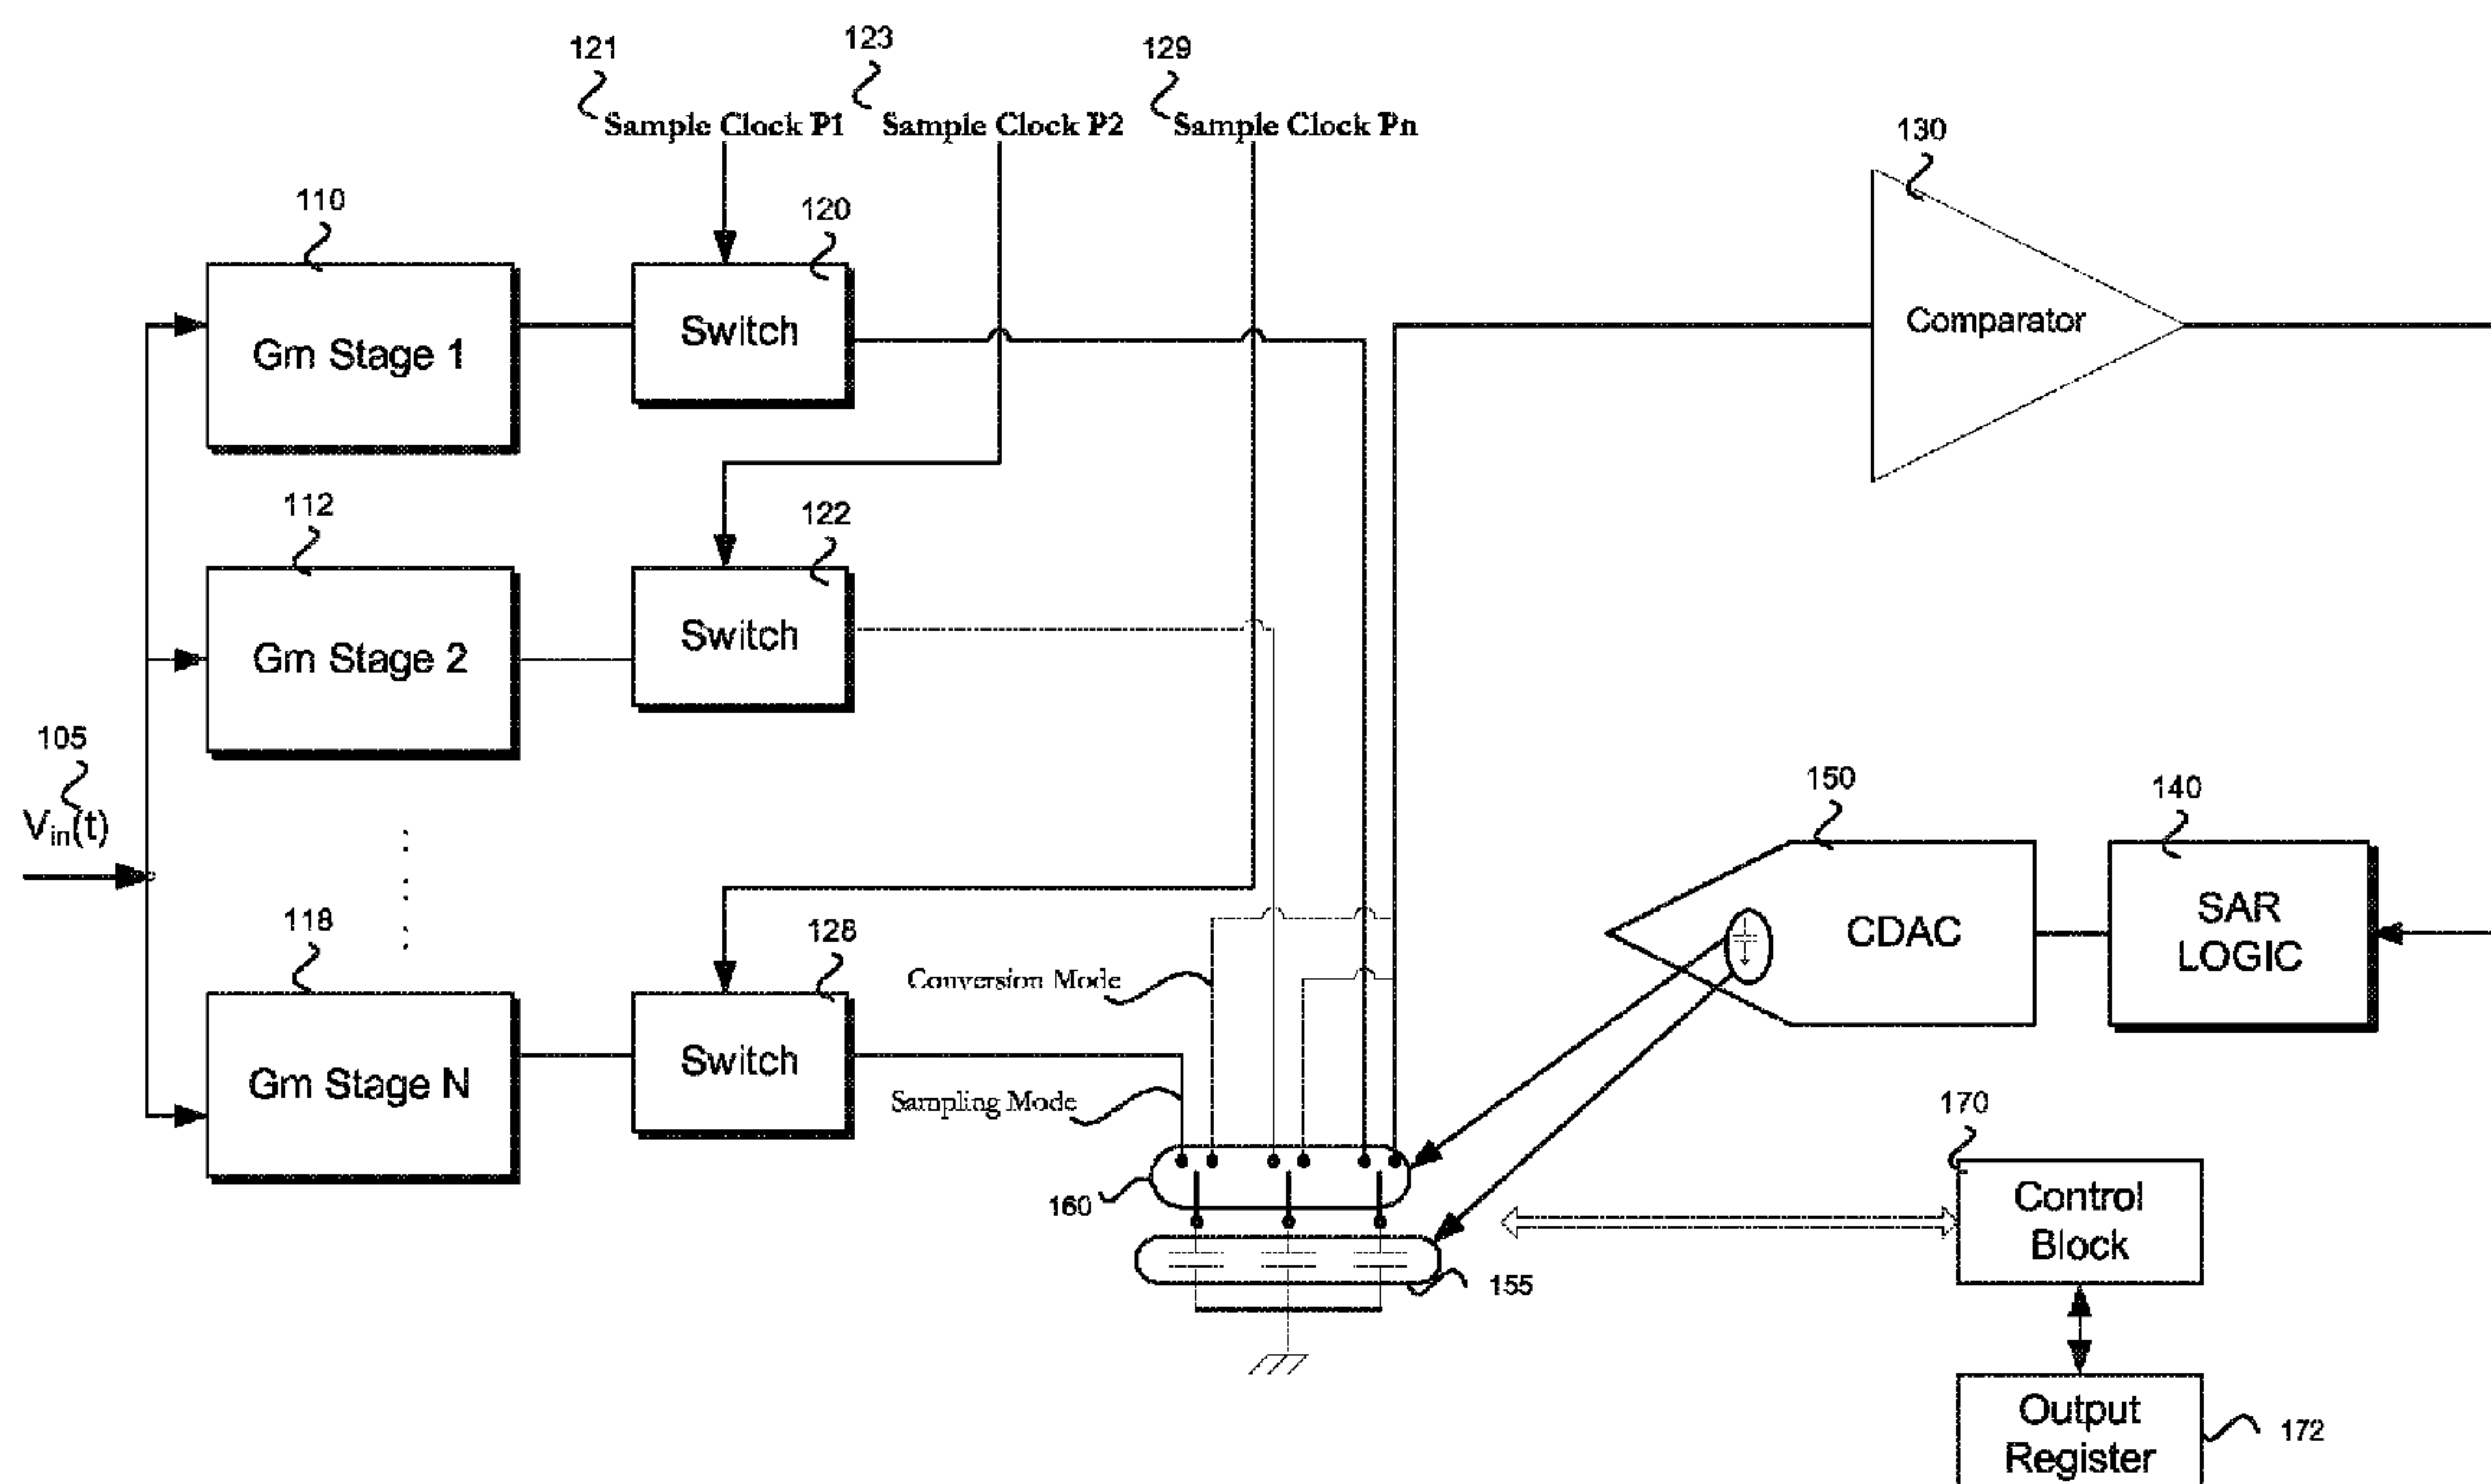 121
123
129
Sample Clock P1
Sample Clock P2
Sample Clock Pn
130
110
120
Gm Stage 1
Switch
Comparator
112
122
Gm Stage 2
Switch
105
Vin(t)
150
140
118
128
CDAC
SAR
LOGIC
Conversion Mode
Gm Stage N
Switch
Sampling Mode
170
160
Control
Block
155
Output
Register
172